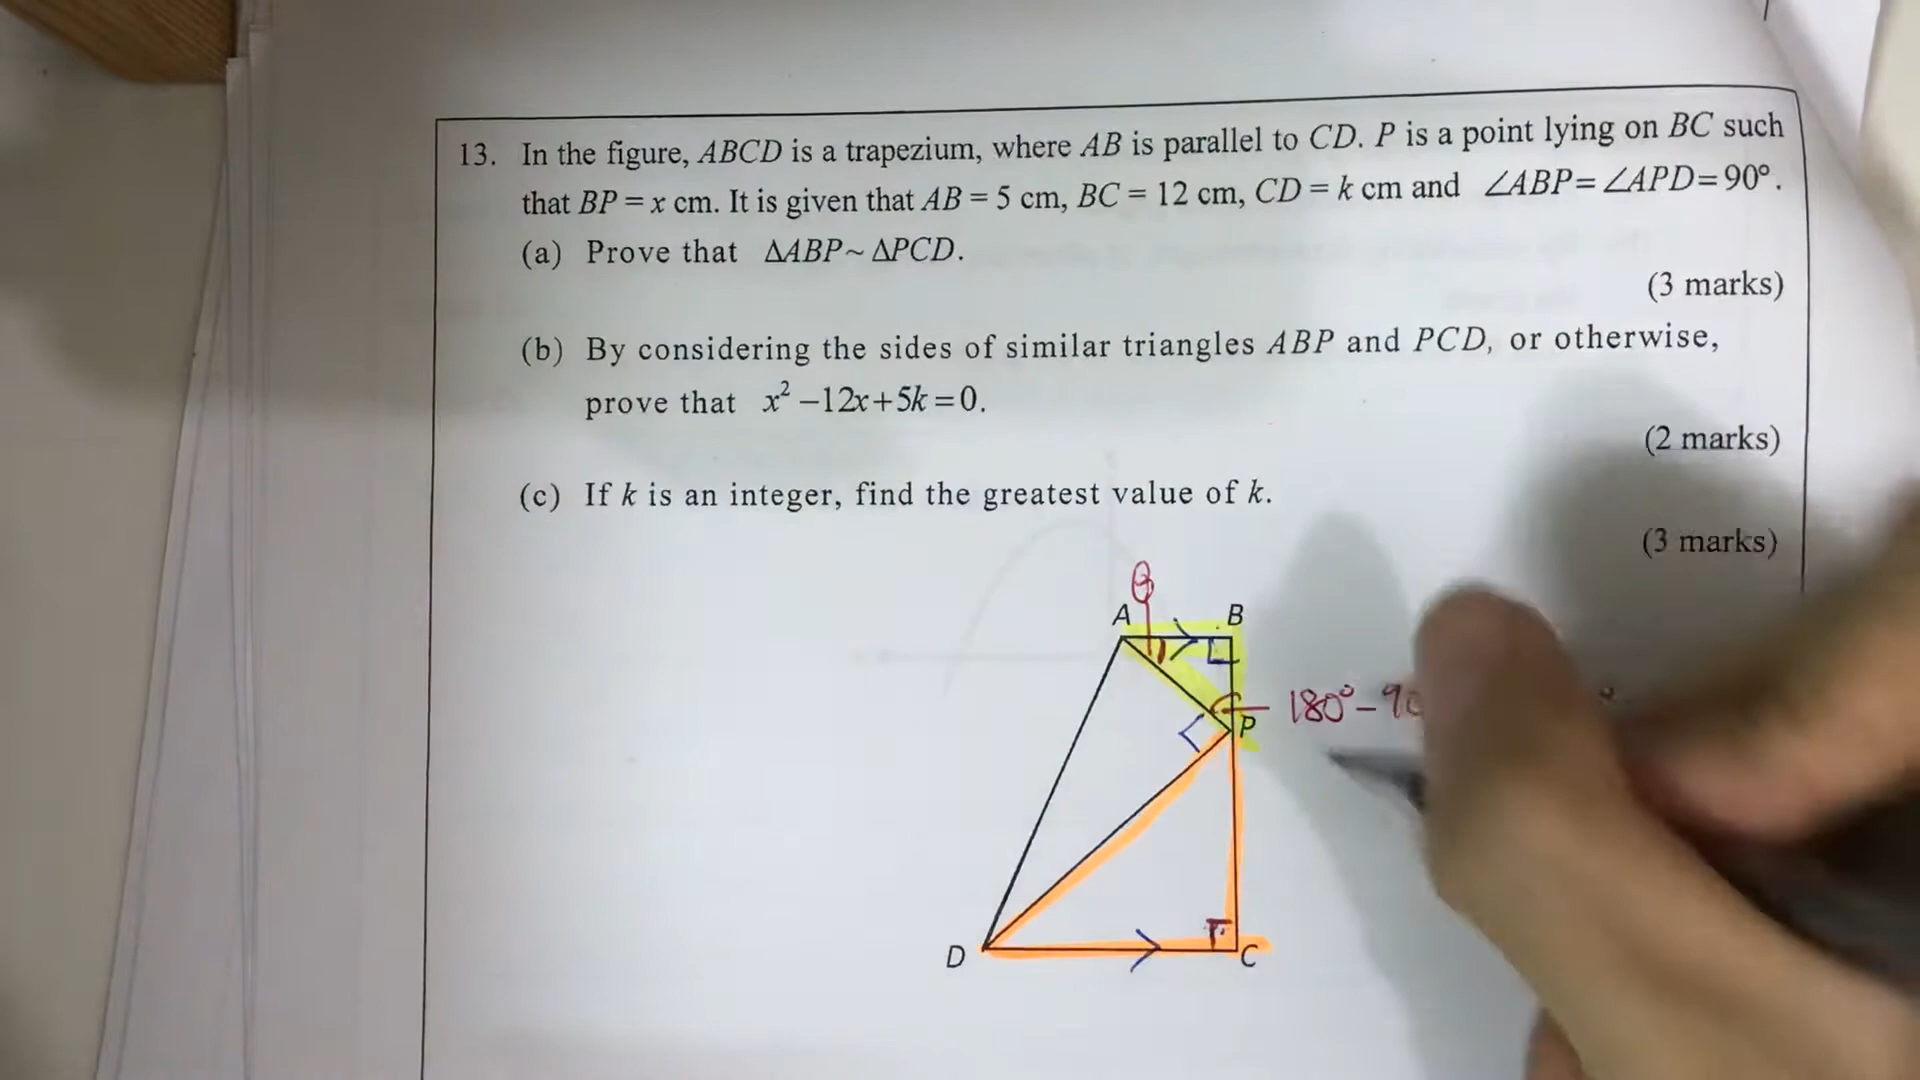 13. In the figure, ABCD is a trapezium, where AB is parallel to CD. P is a point lying on BC such
that BP = x cm. It is given that AB = 5 cm, BC = 12 cm, CD = k cm and ∠ABP = ∠APD = 90°.
(a) Prove that ΔABP ~ ΔPCD.
(3 marks)
(b) By considering the sides of similar triangles ABP and PCD, or otherwise,
prove that x² − 12x + 5k = 0.
(2 marks)
(c) If k is an integer, find the greatest value of k.
(3 marks)
θ
A B
180° − 90
P
D C